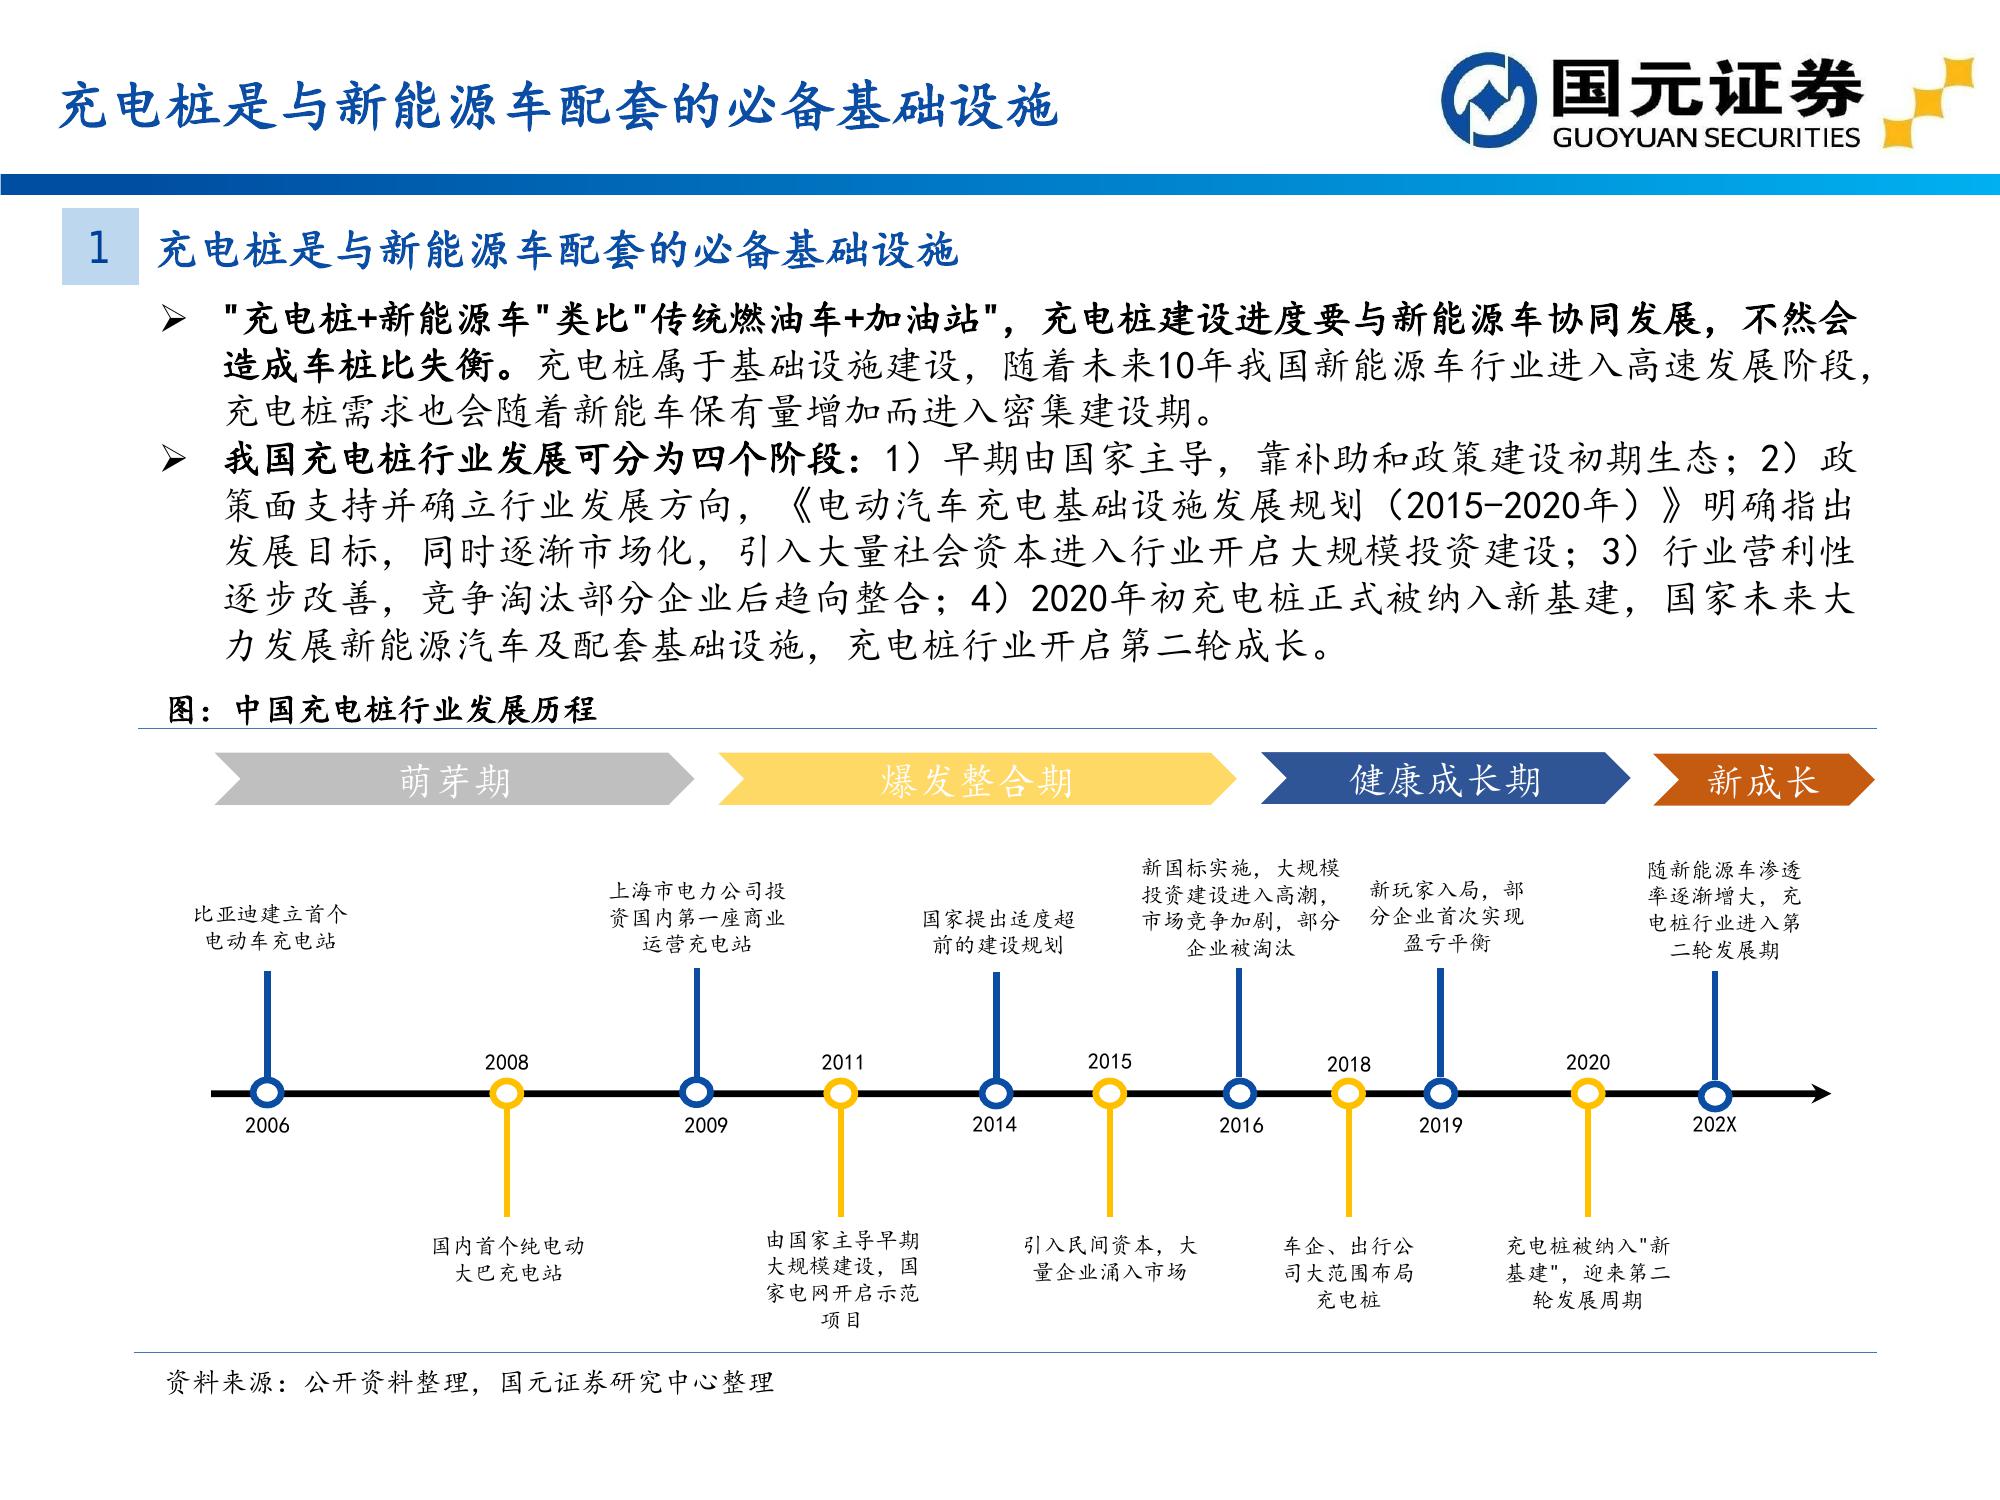 充电桩是与新能源车配套的必备基础设施
国元证券
GUOYUAN SECURITIES
1
充电桩是与新能源车配套的必备基础设施
"充电桩+新能源车"类比"传统燃油车+加油站"，充电桩建设进度要与新能源车协同发展，不然会
造成车桩比失衡。充电桩属于基础设施建设，随着未来10年我国新能源车行业进入高速发展阶段，
充电桩需求也会随着新能车保有量增加而进入密集建设期。
我国充电桩行业发展可分为四个阶段：1）早期由国家主导，靠补助和政策建设初期生态；2）政
策面支持并确立行业发展方向，《电动汽车充电基础设施发展规划（2015-2020年）》明确指出
发展目标，同时逐渐市场化，引入大量社会资本进入行业开启大规模投资建设；3）行业营利性
逐步改善，竞争淘汰部分企业后趋向整合；4）2020年初充电桩正式被纳入新基建，国家未来大
力发展新能源汽车及配套基础设施，充电桩行业开启第二轮成长。
图：中国充电桩行业发展历程
萌芽期
爆发整合期
健康成长期
新成长
比亚迪建立首个
电动车充电站
2006
2008
国内首个纯电动
大巴充电站
上海市电力公司投
资国内第一座商业
运营充电站
2009
2011
由国家主导早期
大规模建设，国
家电网开启示范
项目
国家提出适度超
前的建设规划
2014
2015
引入民间资本，大
量企业涌入市场
新国标实施，大规模
投资建设进入高潮，
市场竞争加剧，部分
企业被淘汰
2016
2018
车企、出行公
司大范围布局
充电桩
新玩家入局，部
分企业首次实现
盈亏平衡
2019
2020
充电桩被纳入"新
基建"，迎来第二
轮发展周期
随新能源车渗透
率逐渐增大，充
电桩行业进入第
二轮发展期
202X
资料来源：公开资料整理，国元证券研究中心整理